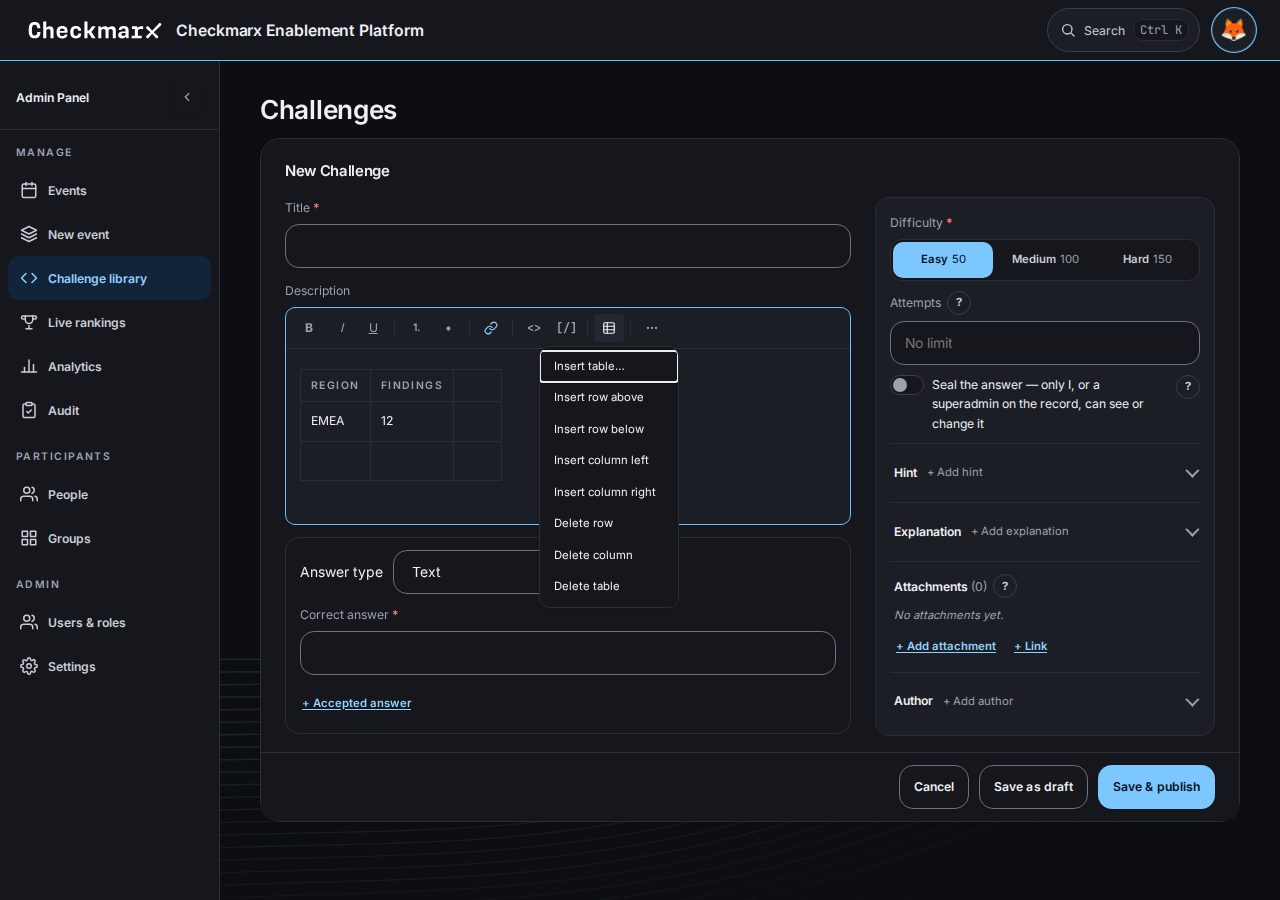 Checkmarx Checkmarx Enablement Platform
Search Ctrl K
Admin Panel
MANAGE
Events
New event
Challenge library
Live rankings
Analytics
Audit
PARTICIPANTS
People
Groups
ADMIN
Users & roles
Settings
Challenges
New Challenge
Title *
Description
B I U 1. • <> [/] ...
REGION FINDINGS
EMEA 12
Insert table...
Insert row above
Insert row below
Insert column left
Insert column right
Delete row
Delete column
Delete table
Answer type Text
Correct answer *
+ Accepted answer
Difficulty *
Easy 50 Medium 100 Hard 150
Attempts ?
No limit
Seal the answer — only I, or a ?
superadmin on the record, can see or
change it
Hint + Add hint
Explanation + Add explanation
Attachments (0) ?
No attachments yet.
+ Add attachment + Link
Author + Add author
Cancel Save as draft Save & publish